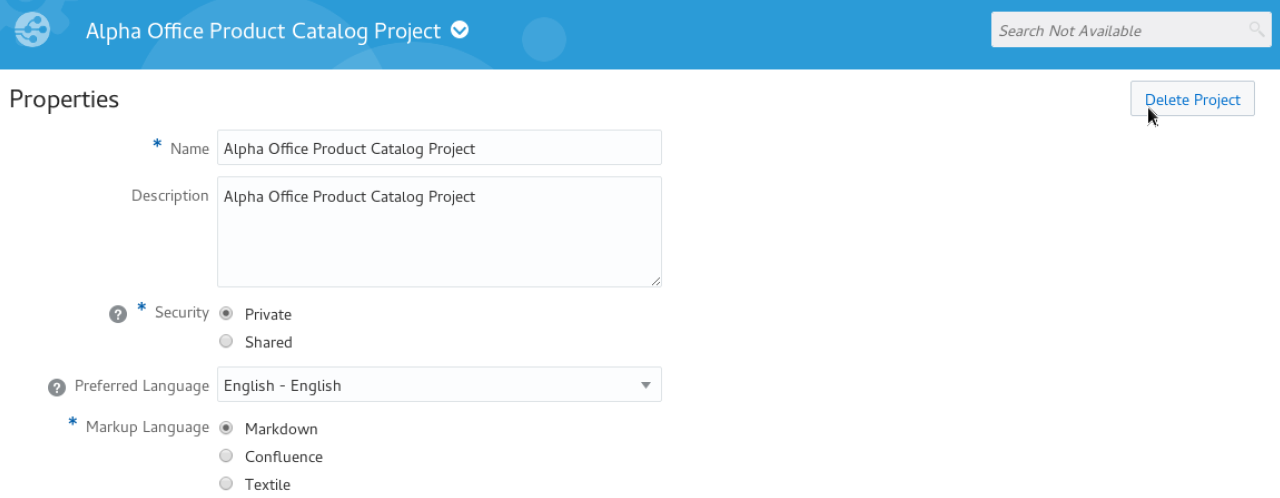 Alpha Office Product Catalog Project
Search Not Available
Properties
Delete Project
* Name Alpha Office Product Catalog Project
Description Alpha Office Product Catalog Project
? * Security Private
Shared
? Preferred Language English - English
* Markup Language Markdown
Confluence
Textile